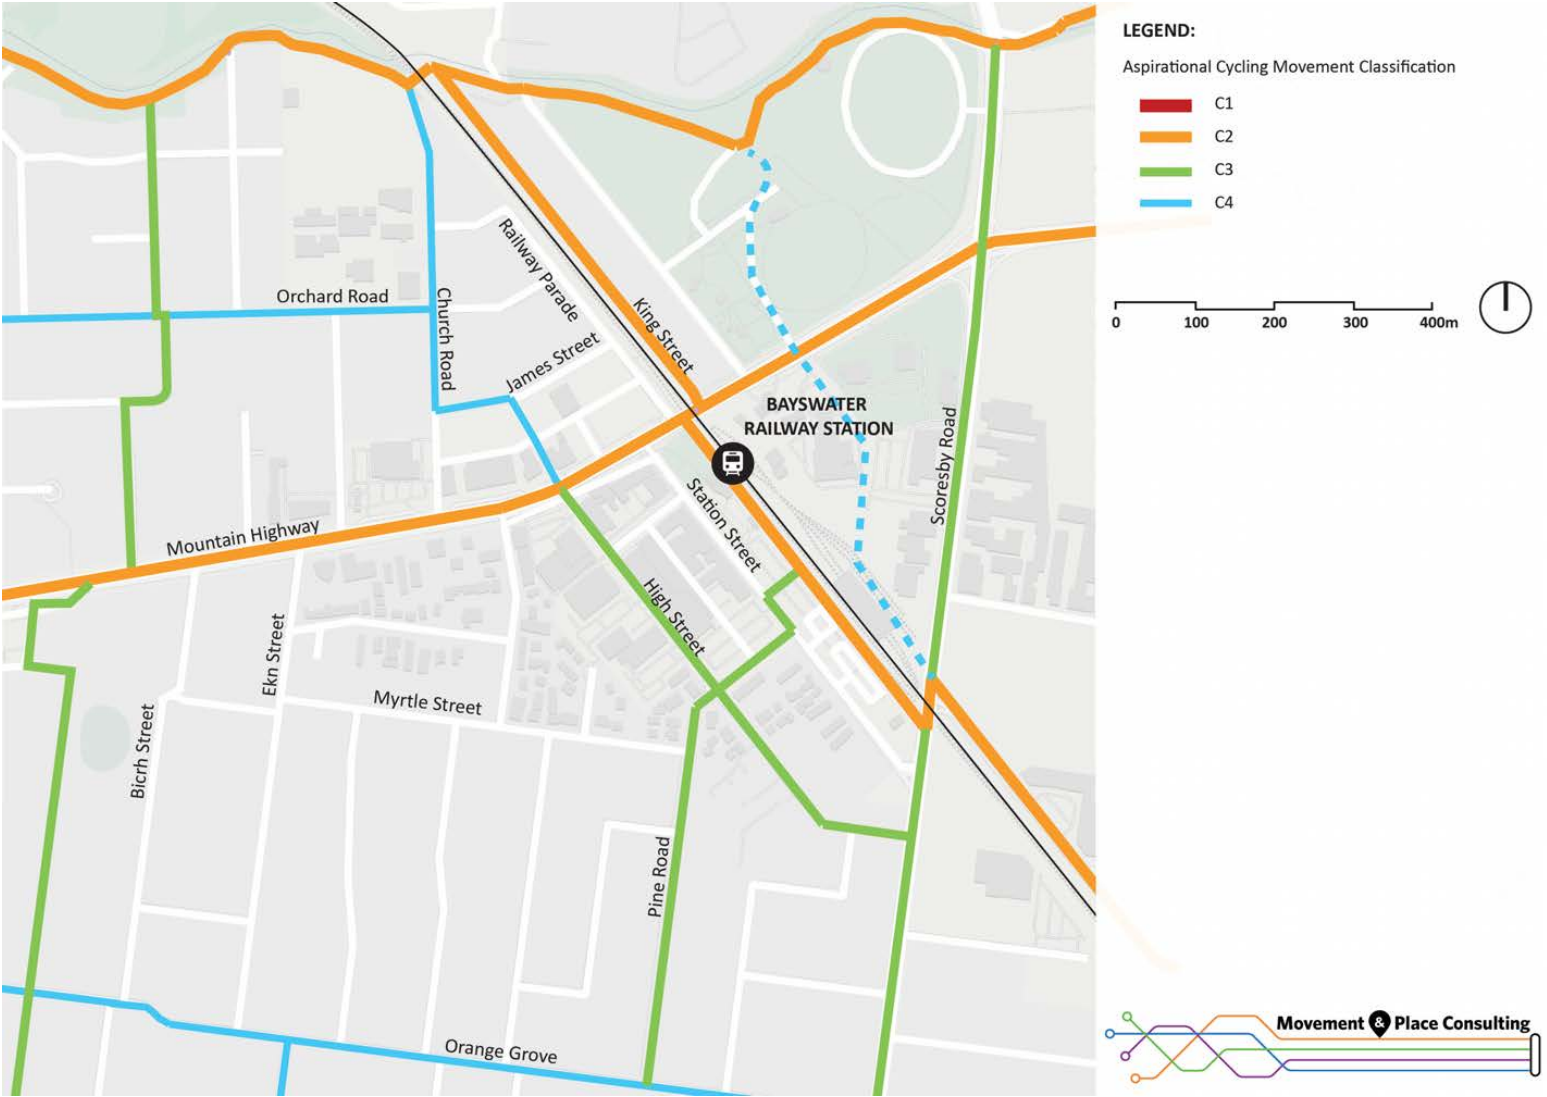 LEGEND:
Aspirational Cycling Movement Classification
C1
C2
C3
C4
0 100 200 300 400m
Railway Parade
King Street
Orchard Road
Church Road
James Street
BAYSWATER
RAILWAY STATION
Scoresby Road
Station Street
Mountain Highway
High Street
Ekn Street
Myrtle Street
Bicrh Street
Pine Road
Orange Grove
Movement & Place Consulting